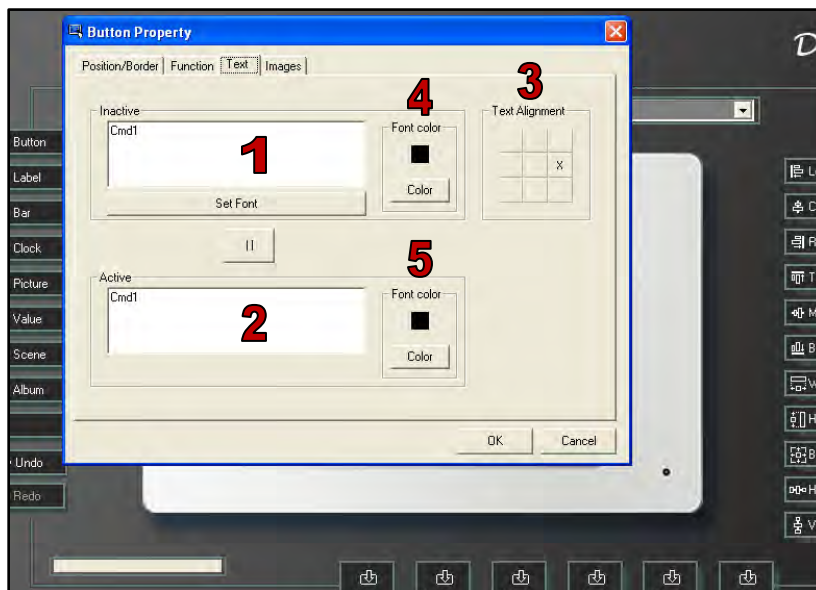 Button Property
D
Position/Border Function Text Images
4
3
Inactive
Text Alignment
Cmd1
1
Font color
X
Color
Set Font
||
5
Active
Font color
Cmd1
2
Color
OK Cancel
Button
Label
Bar
Clock
Picture
Value
Scene
Album
Undo
Redo
L
C
R
T
M
B
W
H
B
H
V